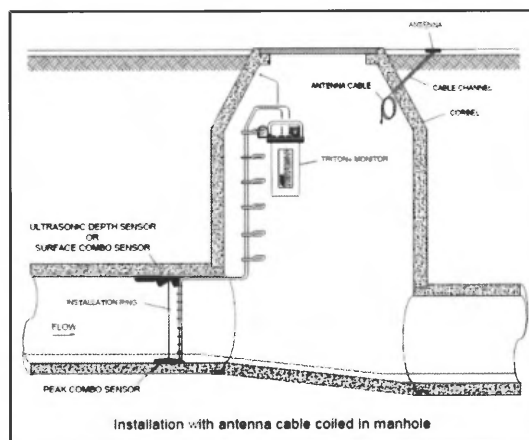 ANTENNA
ANTENNA CABLE
CABLE CHANNEL
CORBEL
TRITON+ MONITOR
ULTRASONIC DEPTH SENSOR
OR
SURFACE COMBO SENSOR
INSTALLATION RING
FLOW
PEAK COMBO SENSOR
Installation with antenna cable coiled in manhole